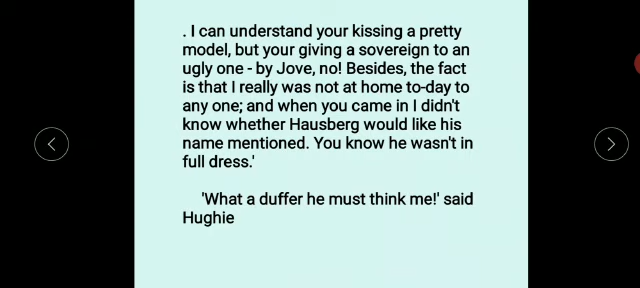 . I can understand your kissing a pretty
model, but your giving a sovereign to an
ugly one - by Jove, no! Besides, the fact
is that I really was not at home to-day to
any one; and when you came in I didn't
know whether Hausberg would like his
name mentioned. You know he wasn't in
full dress.'
'What a duffer he must think me!' said
Hughie